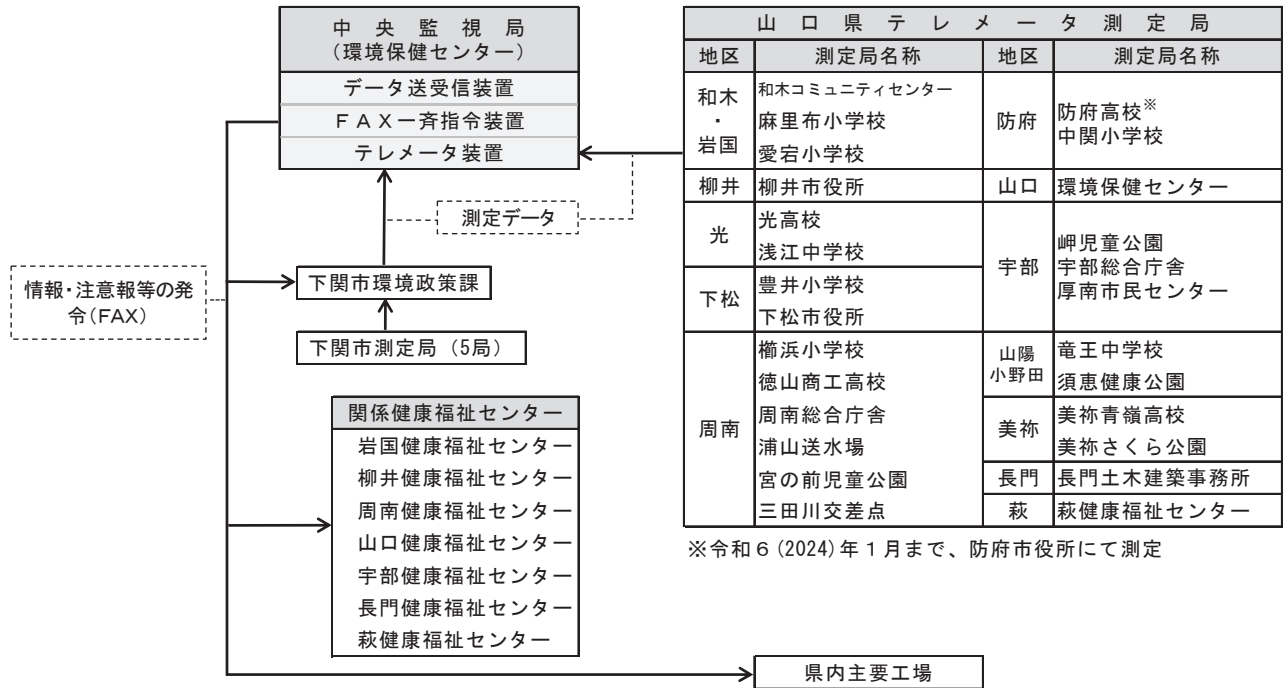 中央監視局
(環境保健センター)
データ送受信装置
FAX一斉指令装置
テレメータ装置
測定データ
情報・注意報等の発
令(FAX)
下関市環境政策課
下関市測定局（5局）
関係健康福祉センター
岩国健康福祉センター
柳井健康福祉センター
周南健康福祉センター
山口健康福祉センター
宇部健康福祉センター
長門健康福祉センター
萩健康福祉センター
県内主要工場
山口県テレメータ測定局
地区 測定局名称 地区 測定局名称
和木
・
岩国
和木コミュニティセンター
麻里布小学校
愛宕小学校
柳井 柳井市役所
光
光高校
浅江中学校
下松
豊井小学校
下松市役所
周南
櫛浜小学校
徳山商工高校
周南総合庁舎
浦山送水場
宮の前児童公園
三田川交差点
防府
防府高校※
中関小学校
山口 環境保健センター
宇部
岬児童公園
宇部総合庁舎
厚南市民センター
山陽
小野田
竜王中学校
須恵健康公園
美祢
美祢青嶺高校
美祢さくら公園
長門 長門土木建築事務所
萩 萩健康福祉センター
※令和６(2024)年１月まで、防府市役所にて測定